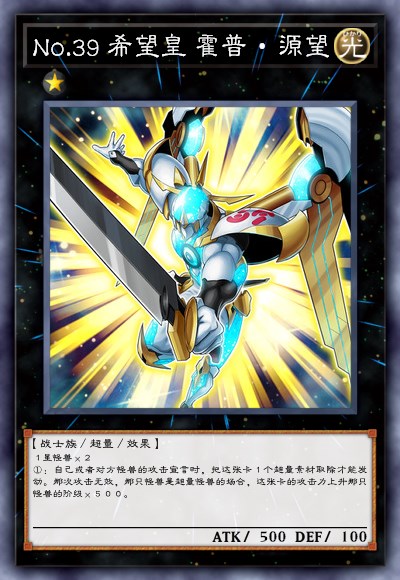 No.39 希望皇 霍普・源望
光
ひかり
39
【战士族／超量／效果】
1星怪兽×2
①：自己或者对方怪兽的攻击宣言时，把这张卡1个超量素材取除才能发
动。那次攻击无效，那只怪兽是超量怪兽的场合，这张卡的攻击力上升那只
怪兽的阶级×500。
ATK/ 500 DEF/ 100